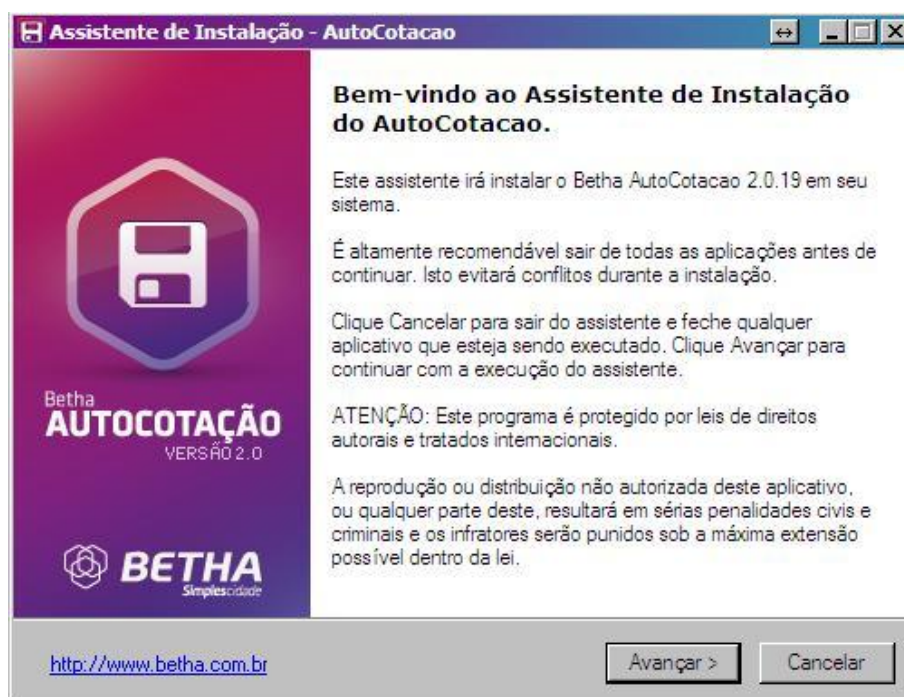 Assistente de Instalação - AutoCotacao
Bem-vindo ao Assistente de Instalação
do AutoCotacao.
Este assistente irá instalar o Betha AutoCotacao 2.0.19 em seu
sistema.
É altamente recomendável sair de todas as aplicações antes de
continuar. Isto evitará conflitos durante a instalação.
Clique Cancelar para sair do assistente e feche qualquer
aplicativo que esteja sendo executado. Clique Avançar para
continuar com a execução do assistente.
ATENÇÃO: Este programa é protegido por leis de direitos
autorais e tratados internacionais.
A reprodução ou distribuição não autorizada deste aplicativo,
ou qualquer parte deste, resultará em sérias penalidades civis e
criminais e os infratores serão punidos sob a máxima extensão
possível dentro da lei.
Betha
AUTOCOTAÇÃO
VERSÃO 2.0
BETHA
Simplescidade
http://www.betha.com.br
Avançar >
Cancelar